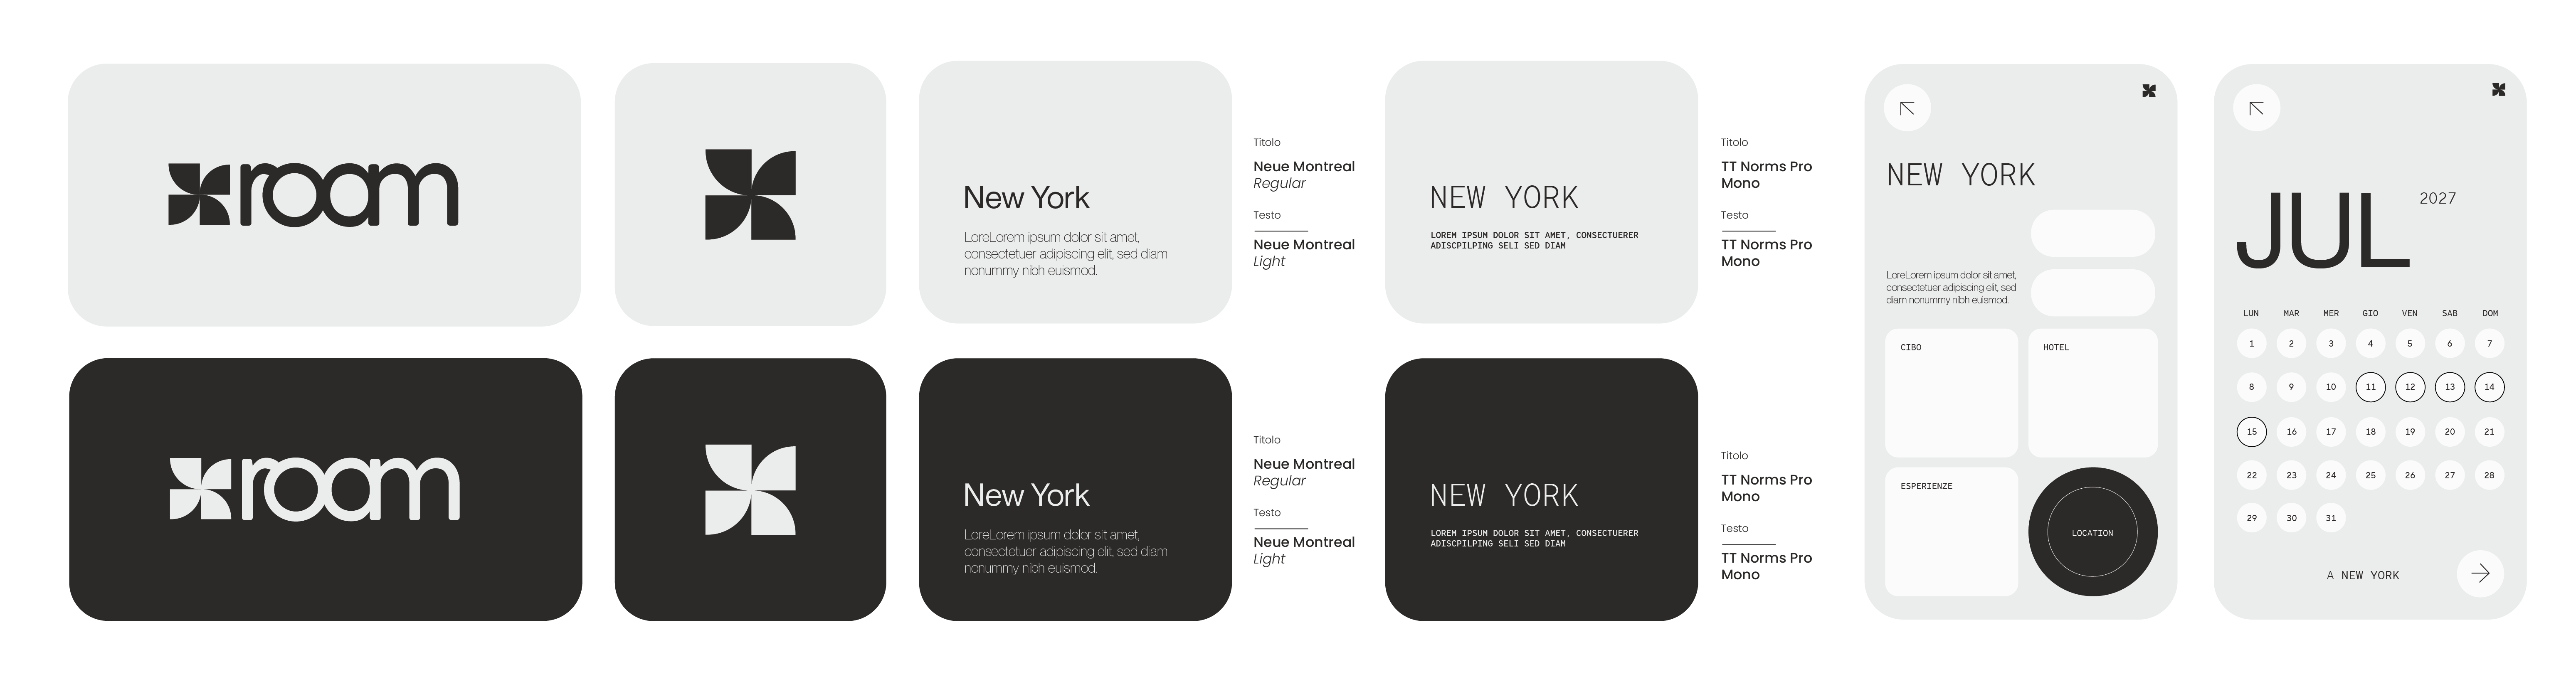 roam
New York
LoreLorem ipsum dolor sit amet,
consectetuer adipiscing elit, sed diam
nonummy nibh euismod.
Titolo
Neue Montreal
Regular
Testo
Neue Montreal
Light
NEW YORK
LOREM IPSUM DOLOR SIT AMET, CONSECTUERER
ADISCPILPING SELI SED DIAM
Titolo
TT Norms Pro
Mono
Testo
TT Norms Pro
Mono
roam
New York
LoreLorem ipsum dolor sit amet,
consectetuer adipiscing elit, sed diam
nonummy nibh euismod.
Titolo
Neue Montreal
Regular
Testo
Neue Montreal
Light
NEW YORK
LOREM IPSUM DOLOR SIT AMET, CONSECTUERER
ADISCPILPING SELI SED DIAM
Titolo
TT Norms Pro
Mono
Testo
TT Norms Pro
Mono
NEW YORK
LoreLorem ipsum dolor sit amet,
consectetuer adipiscing elit, sed
diam nonummy nibh euismod.
CIBO
HOTEL
ESPERIENZE
LOCATION
JUL
2027
LUN MAR MER GIO VEN SAB DOM
1 2 3 4 5 6 7
8 9 10 11 12 13 14
15 16 17 18 19 20 21
22 23 24 25 26 27 28
29 30 31
A NEW YORK